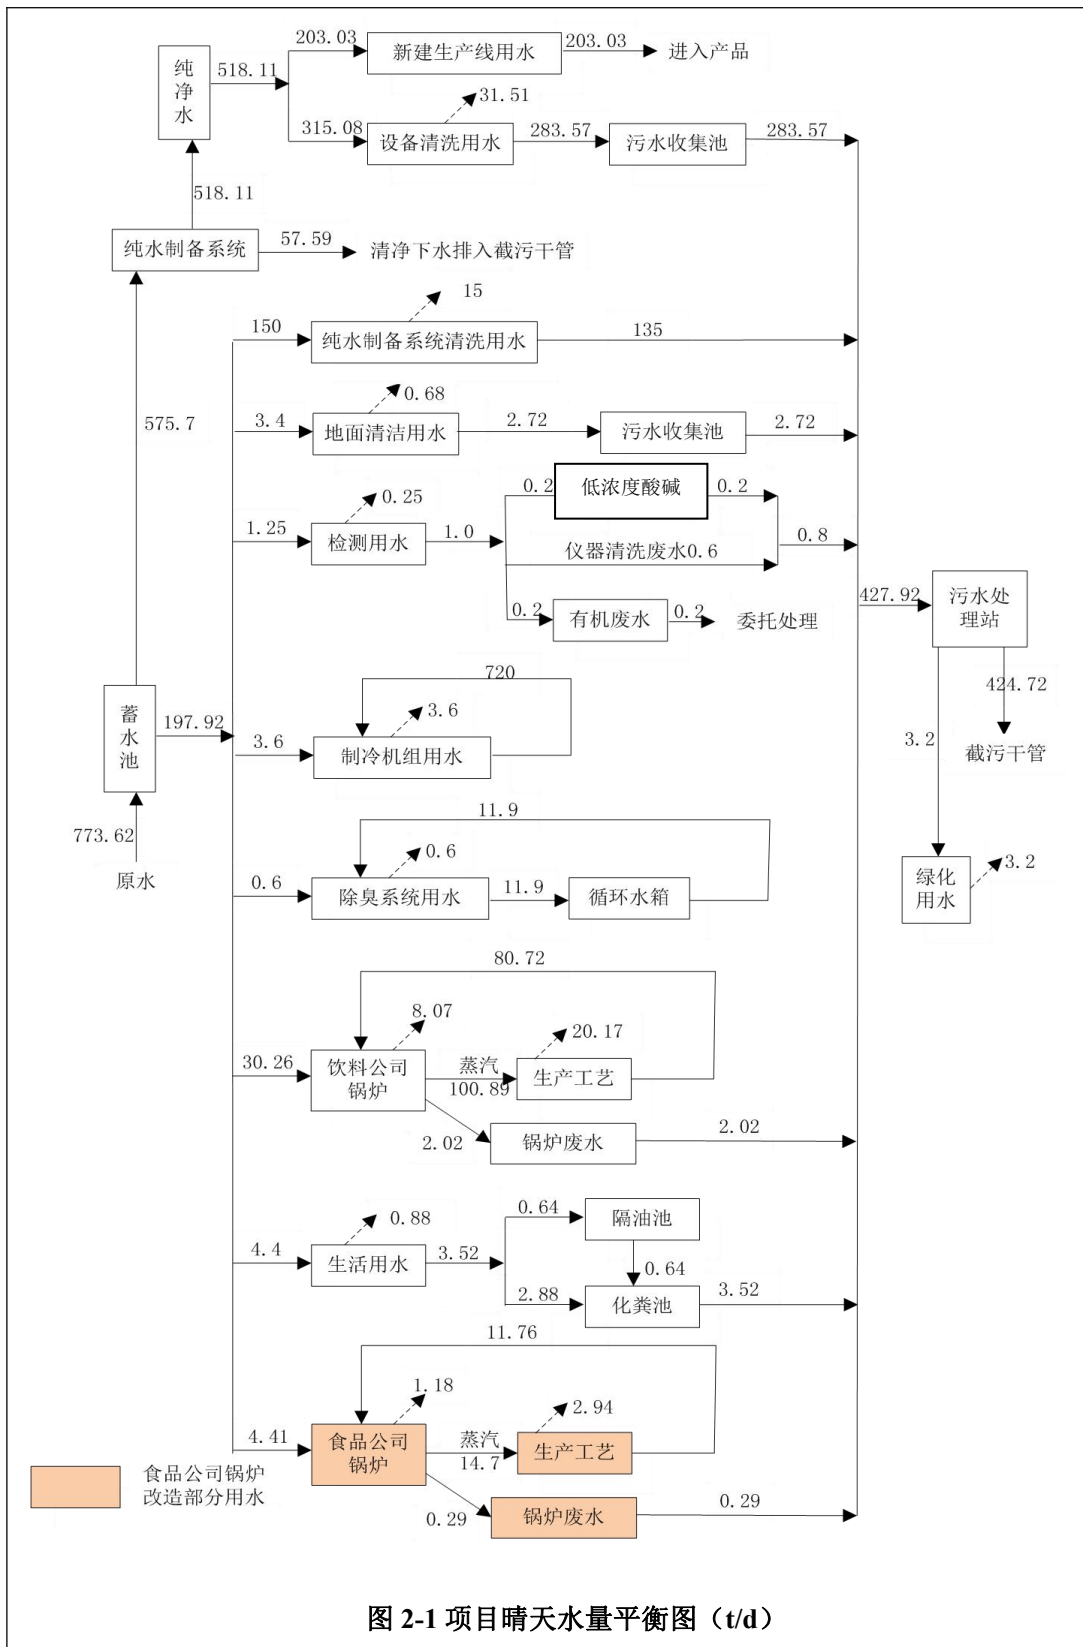 203.03
新建生产线用水
203.03
进入产品
纯净水
518.11
31.51
315.08
设备清洗用水
283.57
污水收集池
283.57
518.11
纯水制备系统
57.59
清净下水排入截污干管
15
150
纯水制备系统清洗用水
135
575.7
0.68
3.4
地面清洁用水
2.72
污水收集池
2.72
0.25
0.2
低浓度酸碱
0.2
1.25
检测用水
1.0
仪器清洗废水0.6
0.8
0.2
有机废水
0.2
委托处理
427.92
污水处
理站
424.72
3.2
截污干管
蓄水池
197.92
720
3.6
3.6
制冷机组用水
773.62
原水
11.9
0.6
0.6
除臭系统用水
11.9
循环水箱
绿化
用水
3.2
80.72
8.07
20.17
30.26
饮料公司
锅炉
蒸汽
100.89
生产工艺
2.02
锅炉废水
2.02
0.88
0.64
隔油池
4.4
生活用水
3.52
0.64
2.88
化粪池
3.52
11.76
1.18
2.94
4.41
食品公司
锅炉
蒸汽
14.7
生产工艺
0.29
锅炉废水
0.29
食品公司锅炉
改造部分用水
图 2-1 项目晴天水量平衡图（t/d）